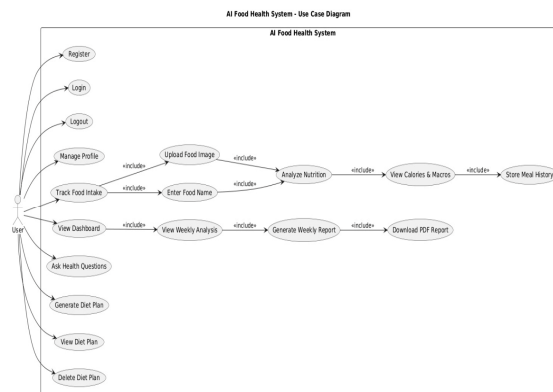 AI Food Health System - Use Case Diagram
AI Food Health System
Register
Login
Logout
Manage Profile
Upload Food Image
«include»
«include»
Track Food Intake
«include»
Enter Food Name
«include»
Analyze Nutrition
«include»
View Calories & Macros
«include»
Store Meal History
User
View Dashboard
«include»
View Weekly Analysis
«include»
Generate Weekly Report
«include»
Download PDF Report
Ask Health Questions
Generate Diet Plan
View Diet Plan
Delete Diet Plan